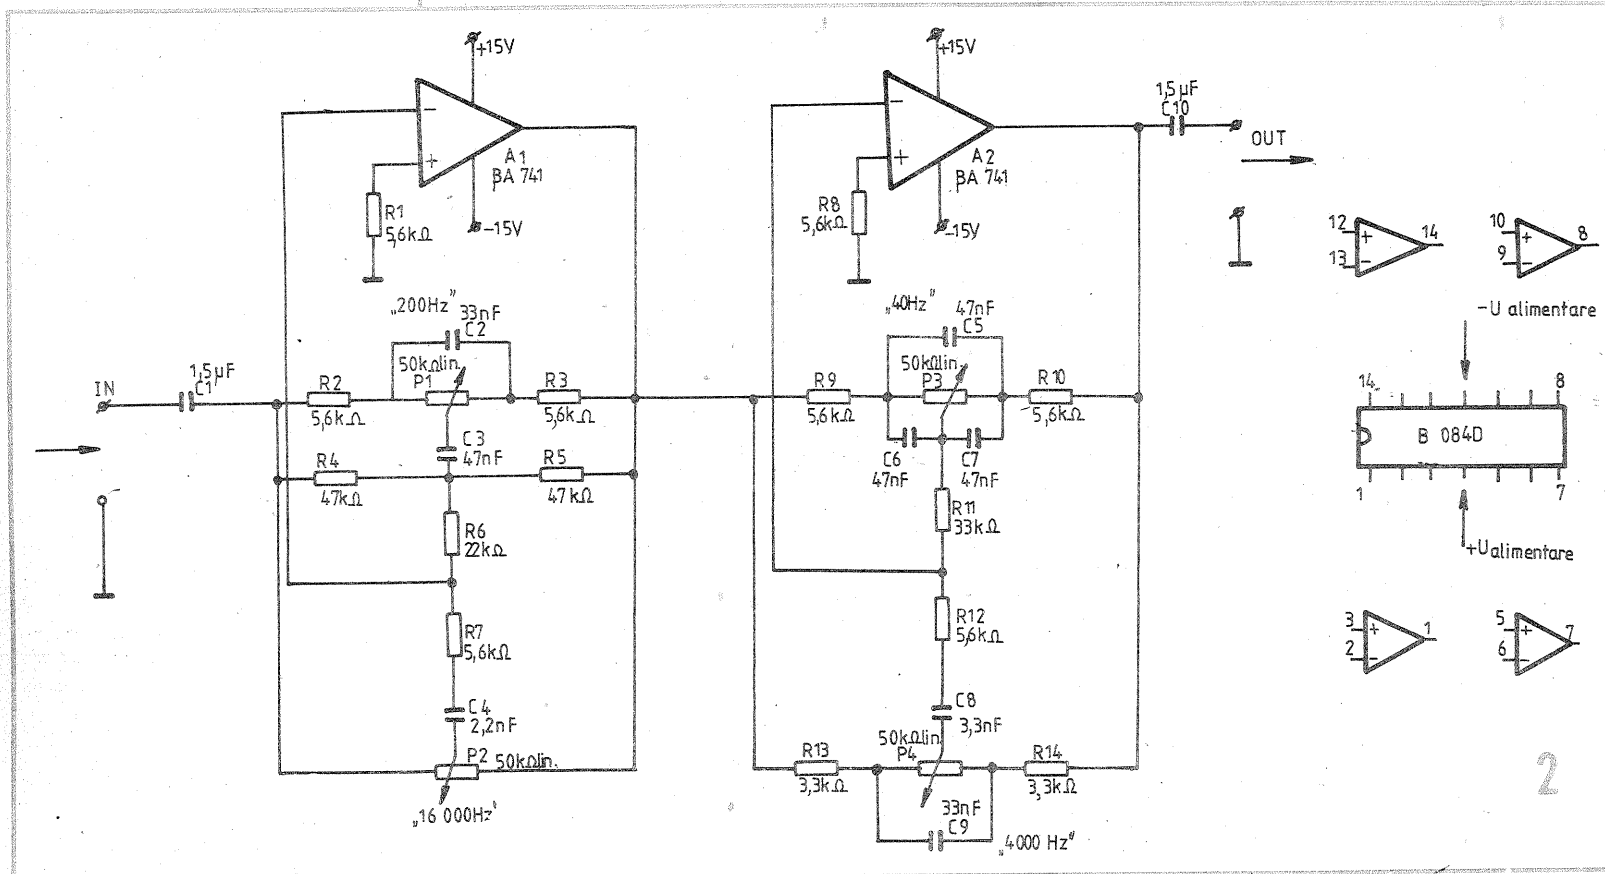 +15V
−
+
A1
βA 741
−15V
R1
5,6kΩ
„200Hz”
33nF
C2
50kΩlin.
P1
IN
1,5µF
C1
R2
5,6kΩ
R3
5,6kΩ
C3
47nF
R4
47kΩ
R5
47kΩ
R6
22kΩ
R7
5,6kΩ
C4
2,2nF
P2 50kΩlin.
„16 000Hz”
+15V
−
+
A2
βA 741
−15V
R8
5,6kΩ
1,5µF
C10
OUT
„40Hz”
47nF
C5
50kΩlin.
P3
R9
5,6kΩ
R10
5,6kΩ
C6
47nF
C7
47nF
R11
33kΩ
R12
5,6kΩ
C8
3,3nF
50kΩlin.
P4
R13
3,3kΩ
R14
3,3kΩ
33nF
C9
„4000 Hz”
12
+
13
−
14
10
+
9
−
8
−U alimentare
14
8
B 084D
1
7
+U alimentare
3
+
2
−
1
5
+
6
−
7
2